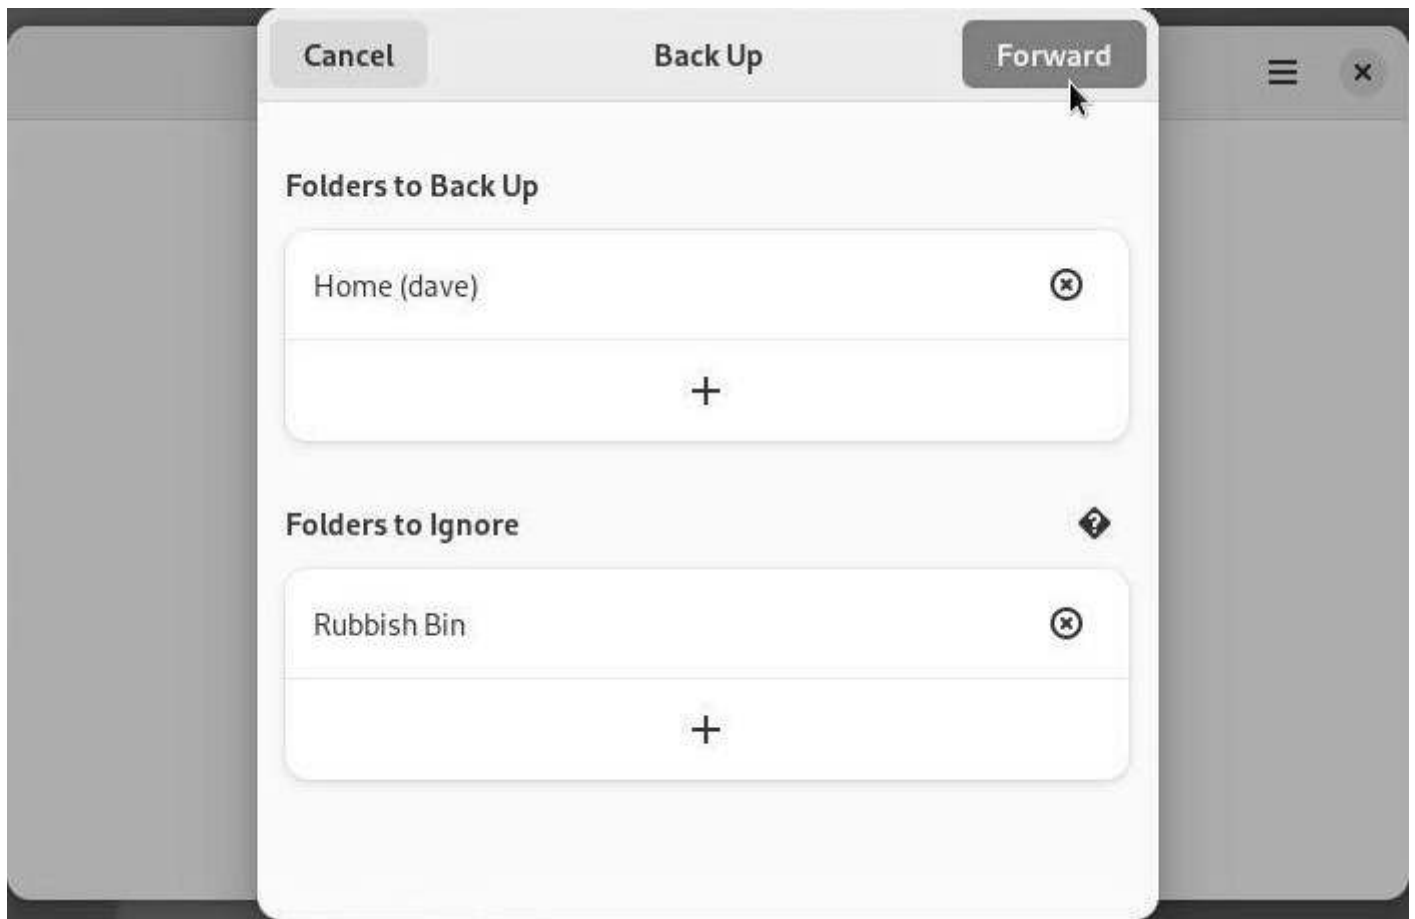 Cancel
Back Up
Forward
Folders to Back Up
Home (dave)
+
Folders to Ignore
?
Rubbish Bin
+